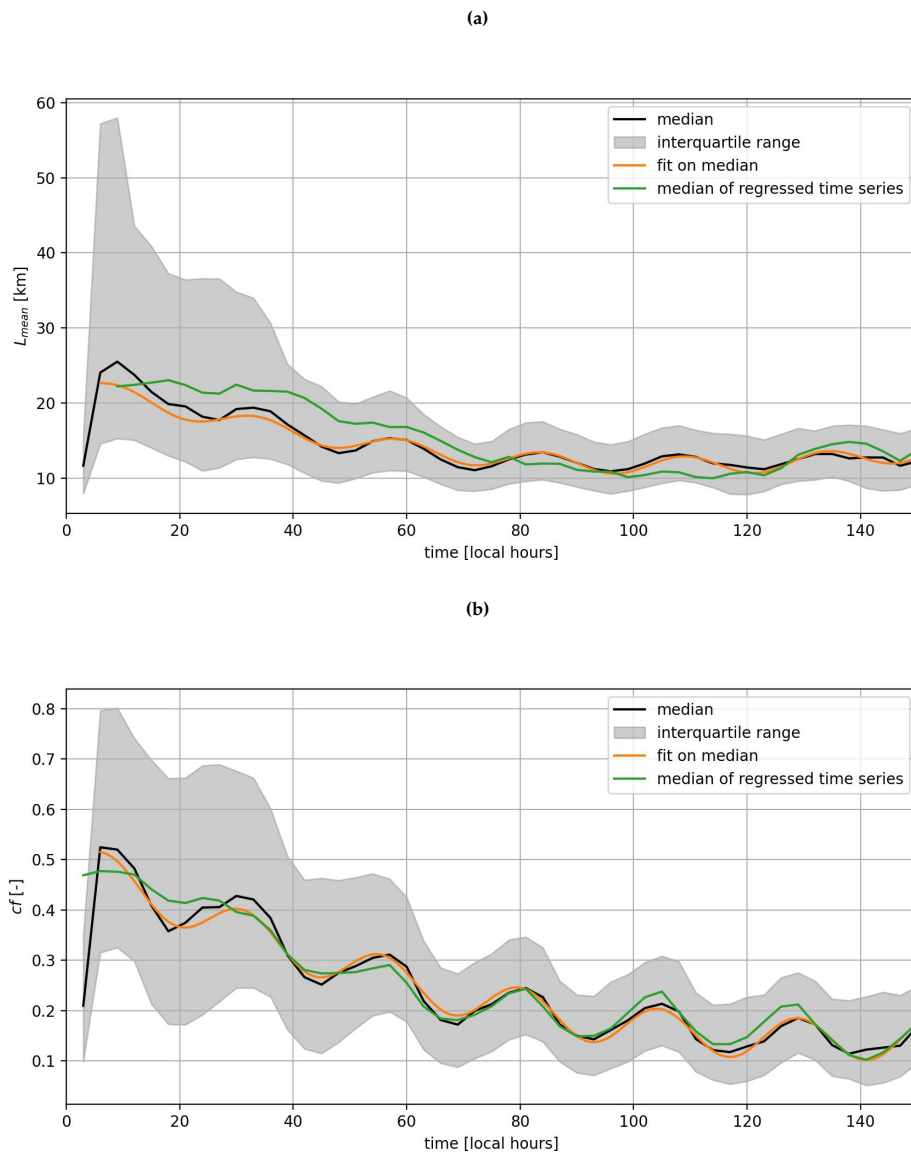 (a)
60
50
40
30
20
10
L_mean [km]
median
interquartile range
fit on median
median of regressed time series
0 20 40 60 80 100 120 140
time [local hours]
(b)
0.8
0.7
0.6
0.5
0.4
0.3
0.2
0.1
cf [-]
median
interquartile range
fit on median
median of regressed time series
0 20 40 60 80 100 120 140
time [local hours]